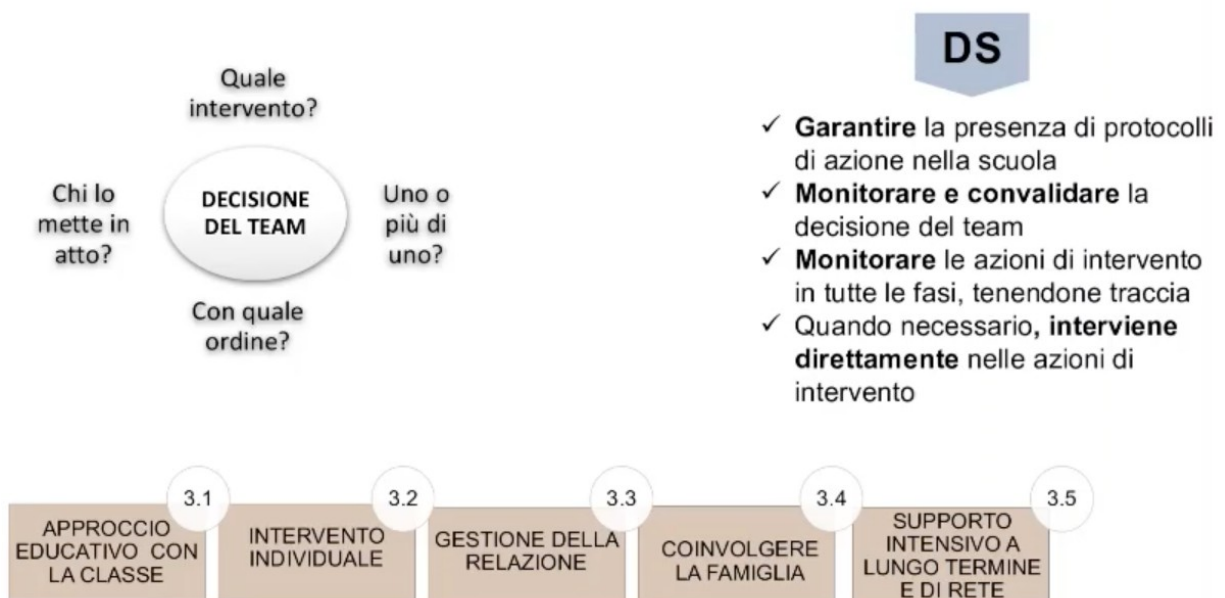 Quale
intervento?
Chi lo
mette in
atto?
DECISIONE
DEL TEAM
Uno o
più di
uno?
Con quale
ordine?
DS
✓ Garantire la presenza di protocolli
di azione nella scuola
✓ Monitorare e convalidare la
decisione del team
✓ Monitorare le azioni di intervento
in tutte le fasi, tenendone traccia
✓ Quando necessario, interviene
direttamente nelle azioni di
intervento
3.1
APPROCCIO
EDUCATIVO CON
LA CLASSE
3.2
INTERVENTO
INDIVIDUALE
3.3
GESTIONE DELLA
RELAZIONE
3.4
COINVOLGERE
LA FAMIGLIA
3.5
SUPPORTO
INTENSIVO A
LUNGO TERMINE
E DI RETE